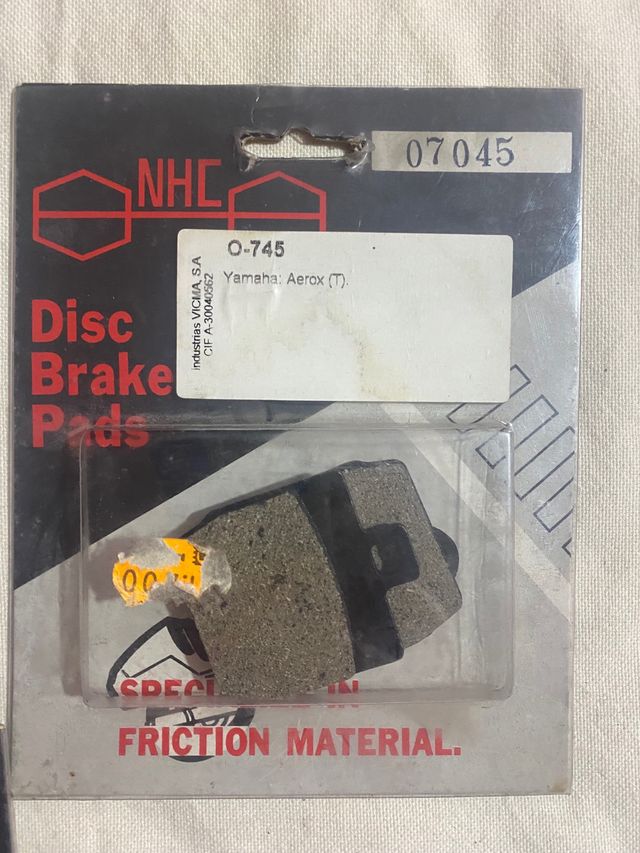 07045
NHC
O-745
Yamaha: Aerox (T).
industrias VICMA, S.A
CIF A-30040562
Disc
Brake
Pads
FRICTION MATERIAL.